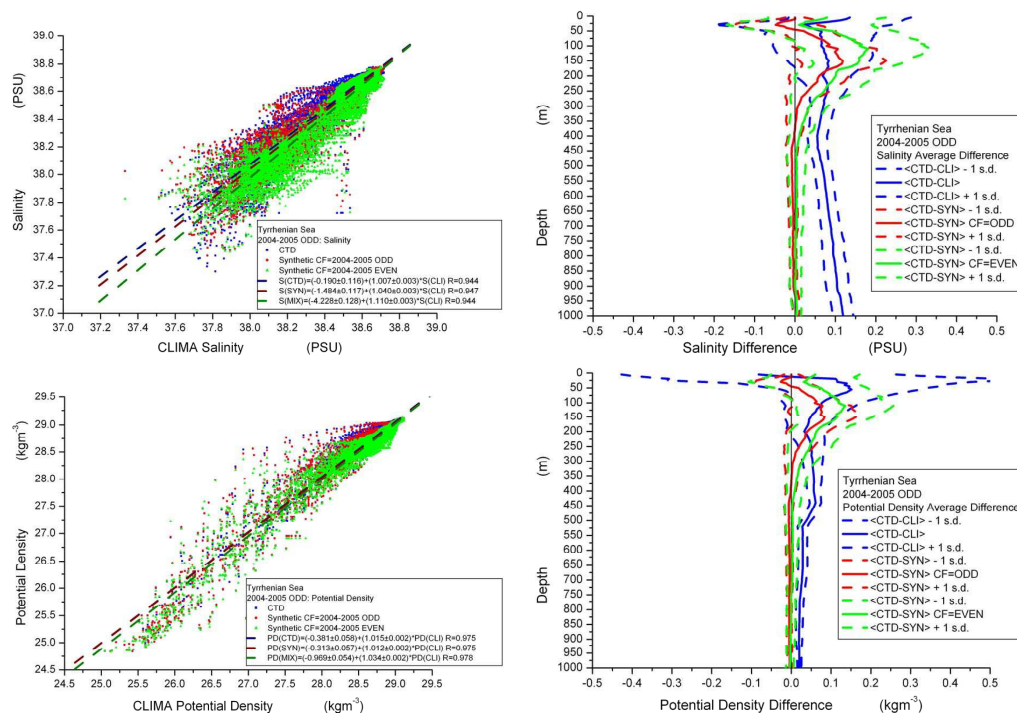 39.0
38.8
38.6
38.4
38.2
38.0
37.8
37.6
37.4
37.2
37.0
Salinity (PSU)
Tyrrhenian Sea
2004-2005 ODD: Salinity
CTD
Synthetic CF=2004-2005 ODD
Synthetic CF=2004-2005 EVEN
S(CTD)=(-0.190±0.116)+(1.007±0.003)*S(CLI) R=0.944
S(SYN)=(-1.484±0.117)+(1.040±0.003)*S(CLI) R=0.947
S(MIX)=(-4.228±0.128)+(1.110±0.003)*S(CLI) R=0.944
37.0 37.2 37.4 37.6 37.8 38.0 38.2 38.4 38.6 38.8 39.0
CLIMA Salinity (PSU)
0
50
100
150
200
250
300
350
400
450
500
550
600
650
700
750
800
850
900
950
1000
Depth (m)
Tyrrhenian Sea
2004-2005 ODD
Salinity Average Difference
<CTD-CLI> - 1 s.d.
<CTD-CLI>
<CTD-CLI> + 1 s.d.
<CTD-SYN> - 1 s.d.
<CTD-SYN> CF=ODD
<CTD-SYN> + 1 s.d.
<CTD-SYN> - 1 s.d.
<CTD-SYN> CF=EVEN
<CTD-SYN> + 1 s.d.
-0.5 -0.4 -0.3 -0.2 -0.1 0.0 0.1 0.2 0.3 0.4 0.5
Salinity Difference (PSU)
29.5
29.0
28.5
28.0
27.5
27.0
26.5
26.0
25.5
25.0
24.5
Potential Density (kgm-3)
Tyrrhenian Sea
2004-2005 ODD: Potential Density
CTD
Synthetic CF=2004-2005 ODD
Synthetic CF=2004-2005 EVEN
PD(CTD)=(-0.381±0.058)+(1.015±0.002)*PD(CLI) R=0.975
PD(SYN)=(-0.313±0.057)+(1.012±0.002)*PD(CLI) R=0.975
PD(MIX)=(-0.969±0.054)+(1.034±0.002)*PD(CLI) R=0.978
24.5 25.0 25.5 26.0 26.5 27.0 27.5 28.0 28.5 29.0 29.5
CLIMA Potential Density (kgm-3)
0
50
100
150
200
250
300
350
400
450
500
550
600
650
700
750
800
850
900
950
1000
Depth (m)
Tyrrhenian Sea
2004-2005 ODD
Potential Density Average Difference
<CTD-CLI> - 1 s.d.
<CTD-CLI>
<CTD-CLI> + 1 s.d.
<CTD-SYN> - 1 s.d.
<CTD-SYN> CF=ODD
<CTD-SYN> + 1 s.d.
<CTD-SYN> - 1 s.d.
<CTD-SYN> CF=EVEN
<CTD-SYN> + 1 s.d.
-0.5 -0.4 -0.3 -0.2 -0.1 0.0 0.1 0.2 0.3 0.4 0.5
Potential Density Difference (kgm-3)